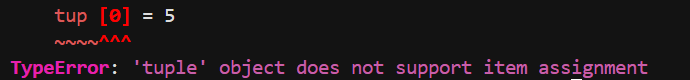 tup [0] = 5
~~~~^^^
TypeError: 'tuple' object does not support item assignment